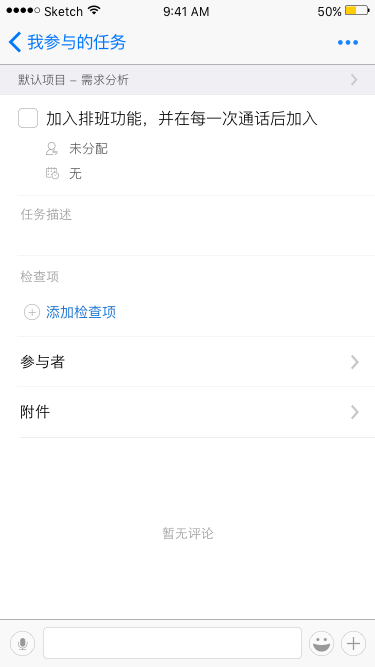 Sketch 9:41 AM 50%
我参与的任务
默认项目 – 需求分析
加入排班功能，并在每一次通话后加入
未分配
无
任务描述
检查项
添加检查项
参与者
附件
暂无评论